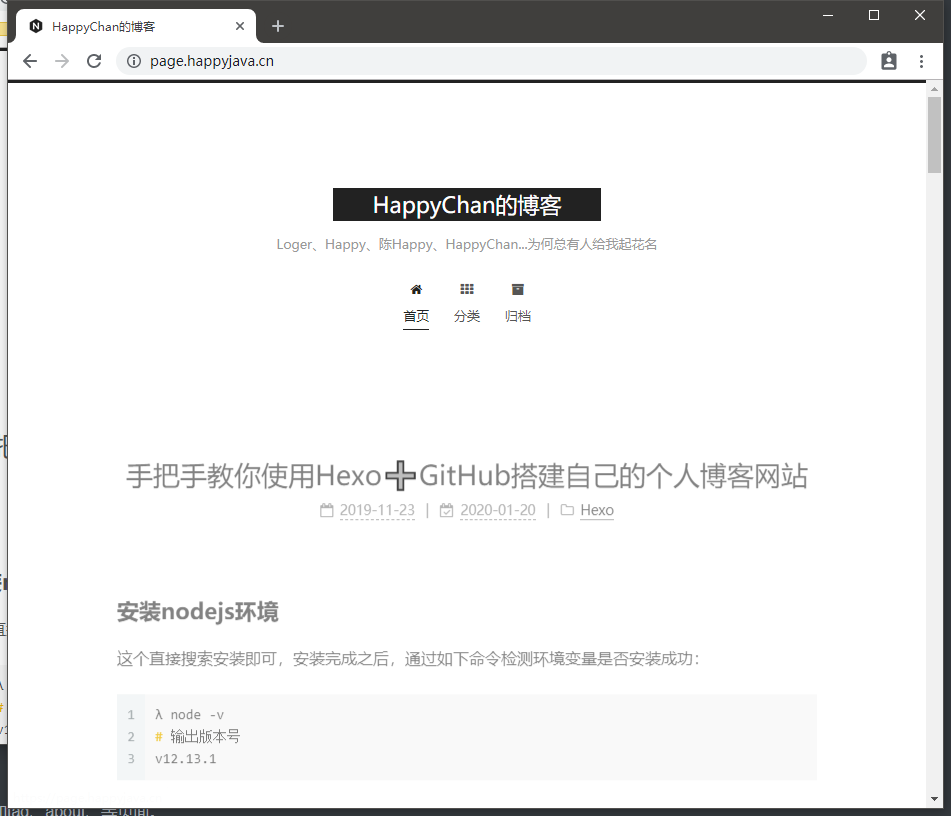 HappyChan的博客
page.happyjava.cn
HappyChan的博客
Loger、Happy、陈Happy、HappyChan...为何总有人给我起花名
首页 分类 归档
手把手教你使用Hexo➕GitHub搭建自己的个人博客网站
2019-11-23 | 2020-01-20 | Hexo
安装nodejs环境
这个直接搜索安装即可，安装完成之后，通过如下命令检测环境变量是否安装成功：
1 λ node -v
2 # 输出版本号
3 v12.13.1